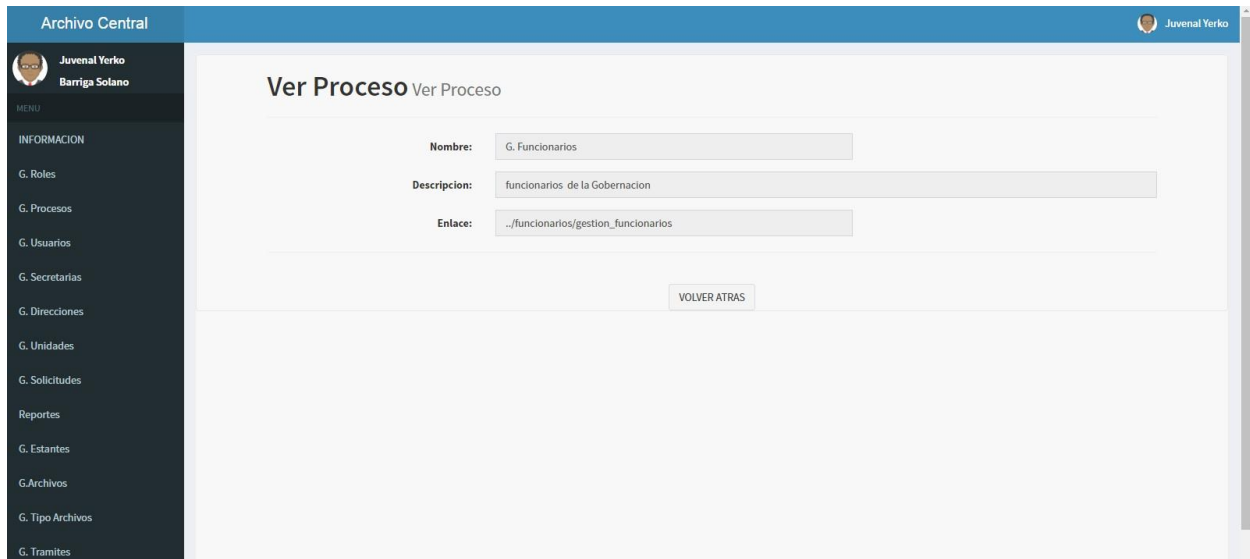 Archivo Central
Juvenal Yerko
Juvenal Yerko
Barriga Solano
MENU
INFORMACION
G. Roles
G. Procesos
G. Usuarios
G. Secretarias
G. Direcciones
G. Unidades
G. Solicitudes
Reportes
G. Estantes
G.Archivos
G. Tipo Archivos
G. Tramites
Ver Proceso Ver Proceso
Nombre: G. Funcionarios
Descripcion: funcionarios de la Gobernacion
Enlace: ../funcionarios/gestion_funcionarios
VOLVER ATRAS